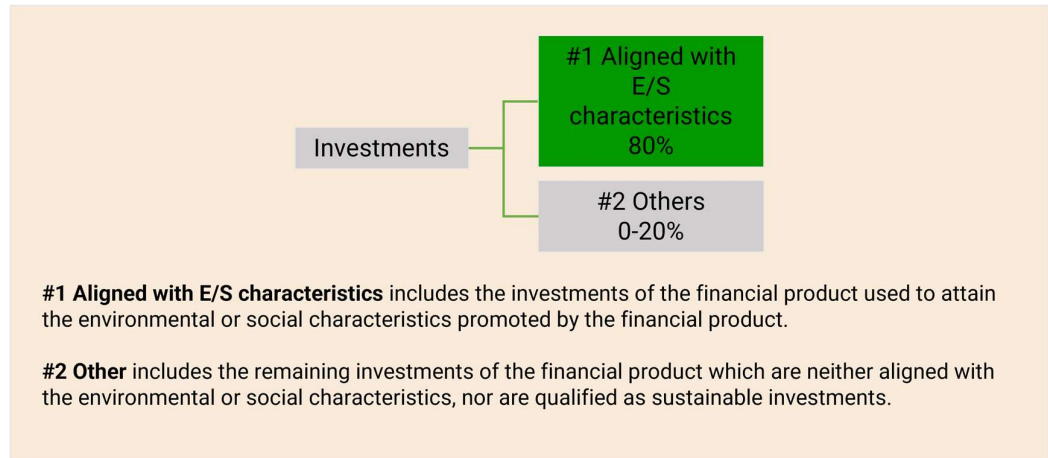 #1 Aligned with
E/S
characteristics
80%
Investments
#2 Others
0-20%
#1 Aligned with E/S characteristics includes the investments of the financial product used to attain
the environmental or social characteristics promoted by the financial product.
#2 Other includes the remaining investments of the financial product which are neither aligned with
the environmental or social characteristics, nor are qualified as sustainable investments.